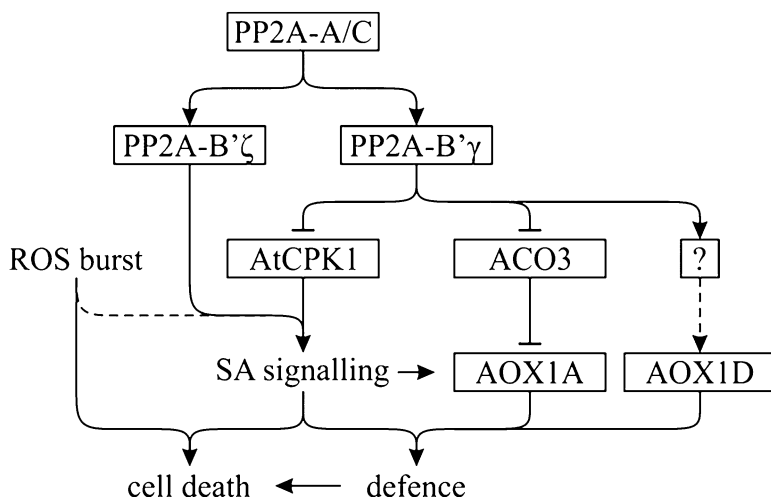 PP2A-A/C
PP2A-B'ζ
PP2A-B'γ
ROS burst
AtCPK1
ACO3
?
SA signalling
AOX1A
AOX1D
cell death
defence